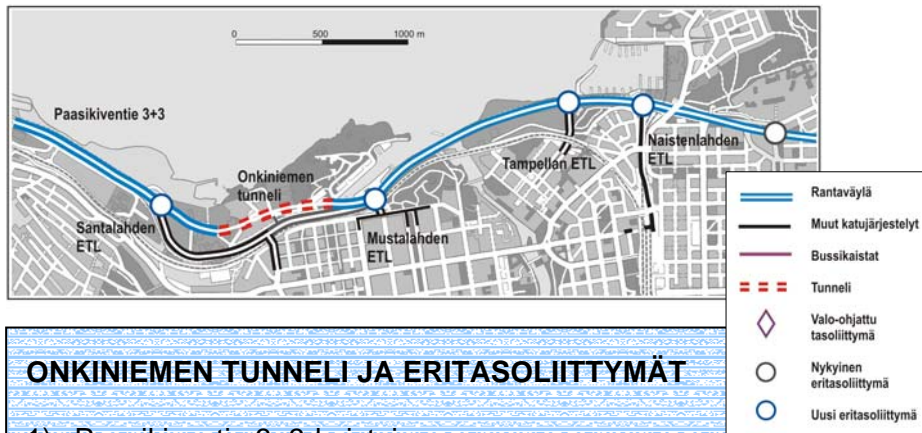 0 500 1000 m
Paasikiventie 3+3
Onkiniemen
tunneli
Santalahden
ETL
Mustalahden
ETL
Tampellan ETL
Naistenlahden
ETL
Rantaväylä
Muut katujärjestelyt
Bussikaistat
Tunneli
Valo-ohjattu
tasoliittymä
Nykyinen
eritasoliittymä
Uusi eritasoliittymä
ONKINIEMEN TUNNELI JA ERITASOLIITTYMÄT